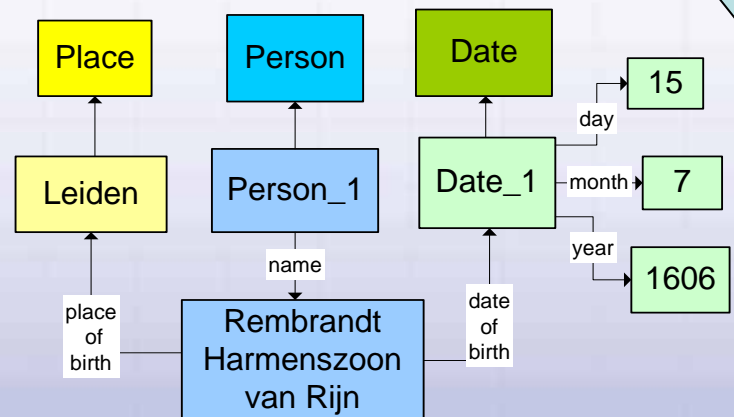 Place
Person
Date
15
day
Leiden
Person_1
Date_1
month
7
name
year
1606
place
of
birth
Rembrandt
Harmenszoon
van Rijn
date
of
birth